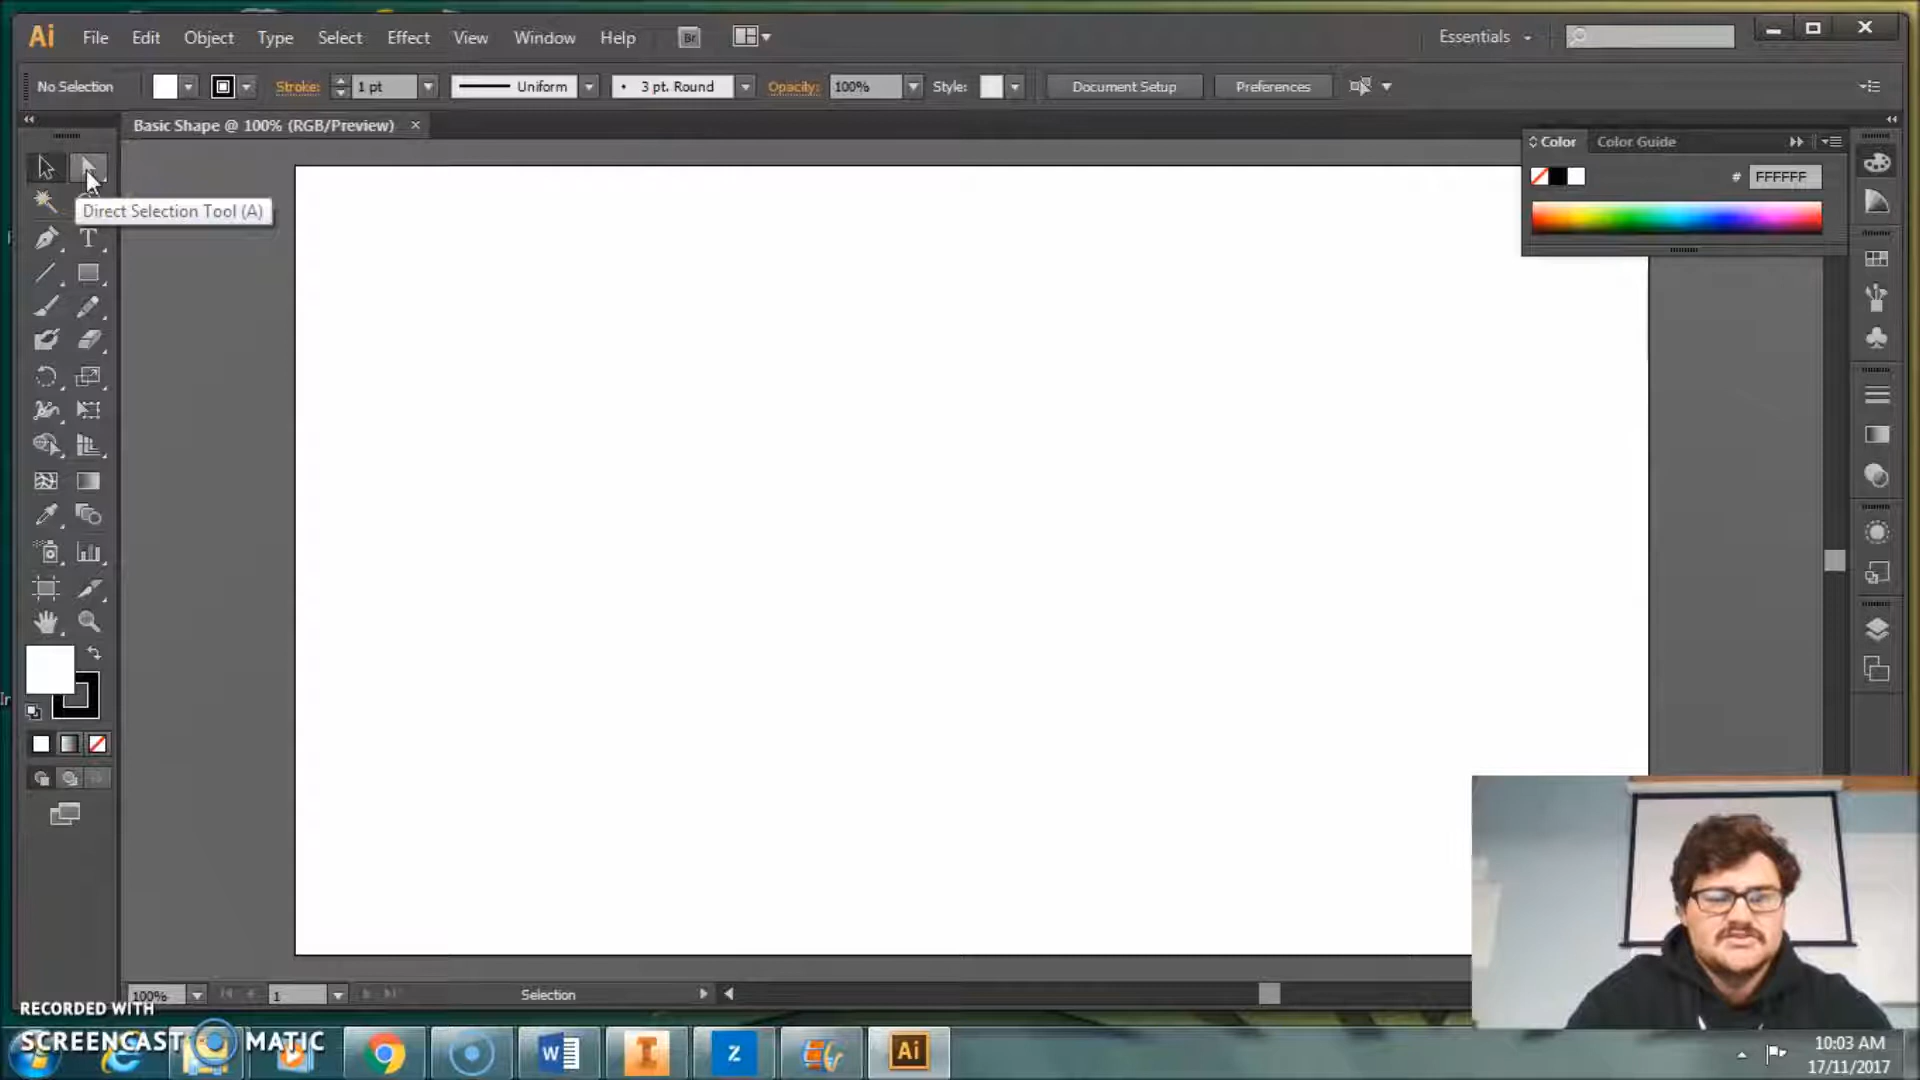 Ai File Edit Object Type Select Effect View Window Help Br Essentials
No Selection Stroke: 1 pt Uniform 3 pt. Round Opacity: 100% Style: Document Setup Preferences
Basic Shape @ 100% (RGB/Preview) ×
Color Color Guide
# FFFFFF
Direct Selection Tool (A)
T
100% 1 Selection
RECORDED WITH
SCREENCAST MATIC
W I Z Ai
10:03 AM
17/11/2017